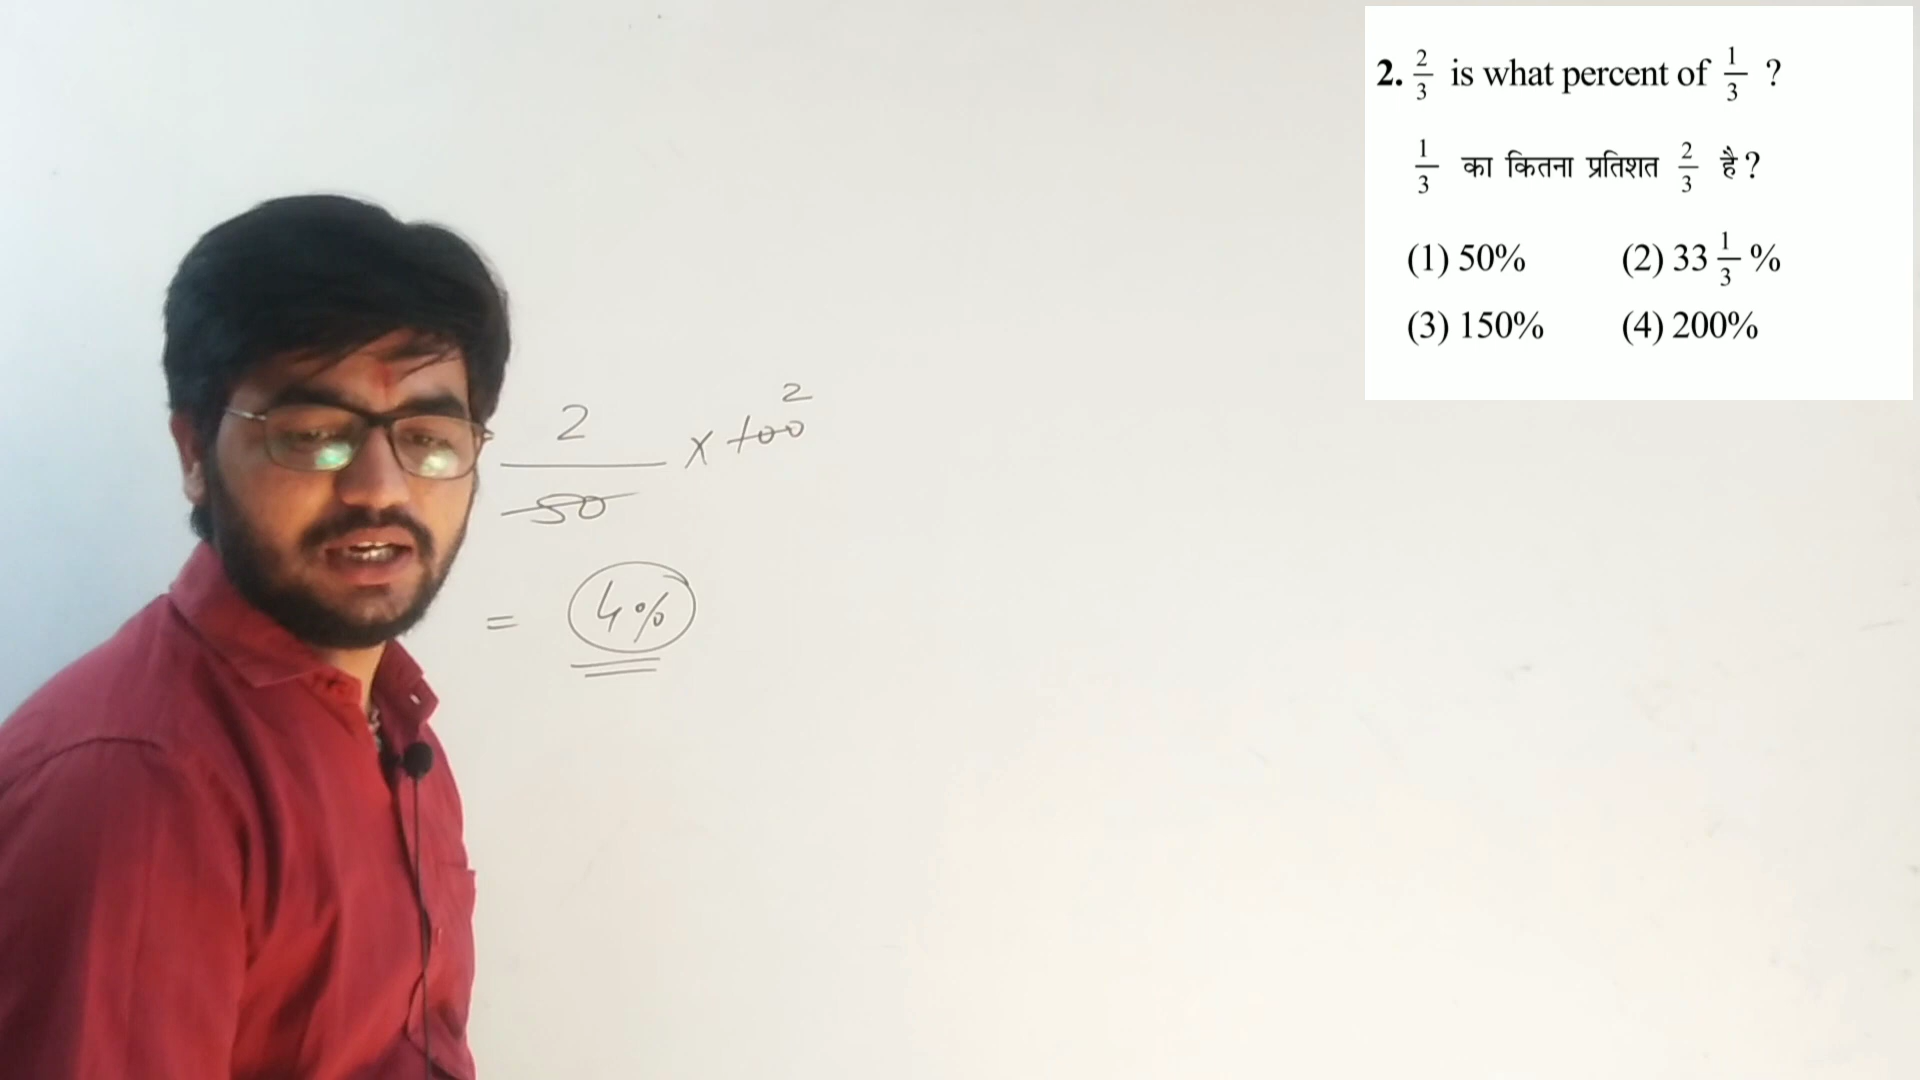 2. 2/3 is what percent of 1/3 ?
1/3 का कितना प्रतिशत 2/3 है?
(1) 50% (2) 33 1/3 %
(3) 150% (4) 200%
2/50 x 100 2
= 4%